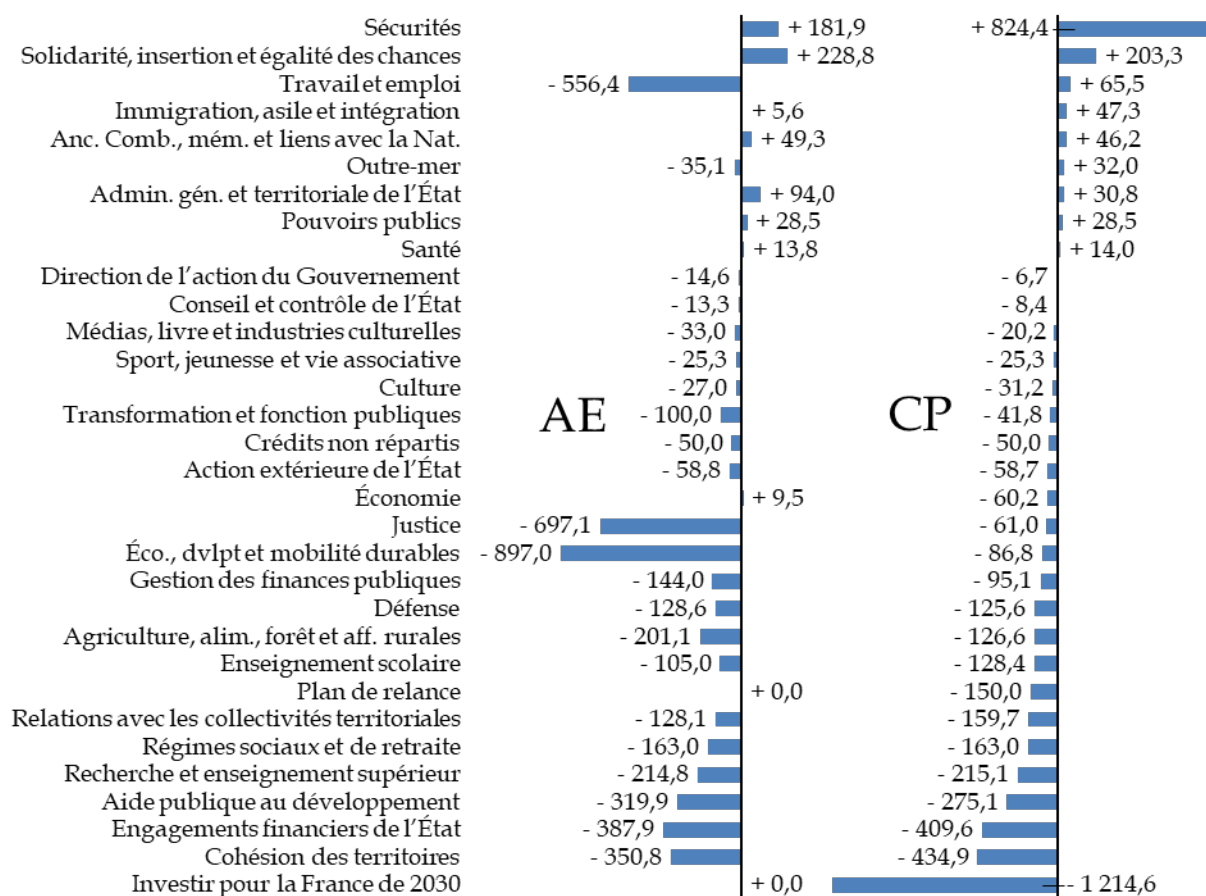 Sécurités + 181,9 + 824,4
Solidarité, insertion et égalité des chances + 228,8 + 203,3
Travail et emploi - 556,4 + 65,5
Immigration, asile et intégration + 5,6 + 47,3
Anc. Comb., mém. et liens avec la Nat. + 49,3 + 46,2
Outre-mer - 35,1 + 32,0
Admin. gén. et territoriale de l'État + 94,0 + 30,8
Pouvoirs publics + 28,5 + 28,5
Santé + 13,8 + 14,0
Direction de l'action du Gouvernement - 14,6 - 6,7
Conseil et contrôle de l'État - 13,3 - 8,4
Médias, livre et industries culturelles - 33,0 - 20,2
Sport, jeunesse et vie associative - 25,3 - 25,3
Culture - 27,0 - 31,2
Transformation et fonction publiques - 100,0 - 41,8
AE CP
Crédits non répartis - 50,0 - 50,0
Action extérieure de l'État - 58,8 - 58,7
Économie + 9,5 - 60,2
Justice - 697,1 - 61,0
Éco., dvlpt et mobilité durables - 897,0 - 86,8
Gestion des finances publiques - 144,0 - 95,1
Défense - 128,6 - 125,6
Agriculture, alim., forêt et aff. rurales - 201,1 - 126,6
Enseignement scolaire - 105,0 - 128,4
Plan de relance + 0,0 - 150,0
Relations avec les collectivités territoriales - 128,1 - 159,7
Régimes sociaux et de retraite - 163,0 - 163,0
Recherche et enseignement supérieur - 214,8 - 215,1
Aide publique au développement - 319,9 - 275,1
Engagements financiers de l'État - 387,9 - 409,6
Cohésion des territoires - 350,8 - 434,9
Investir pour la France de 2030 + 0,0 - 1 214,6